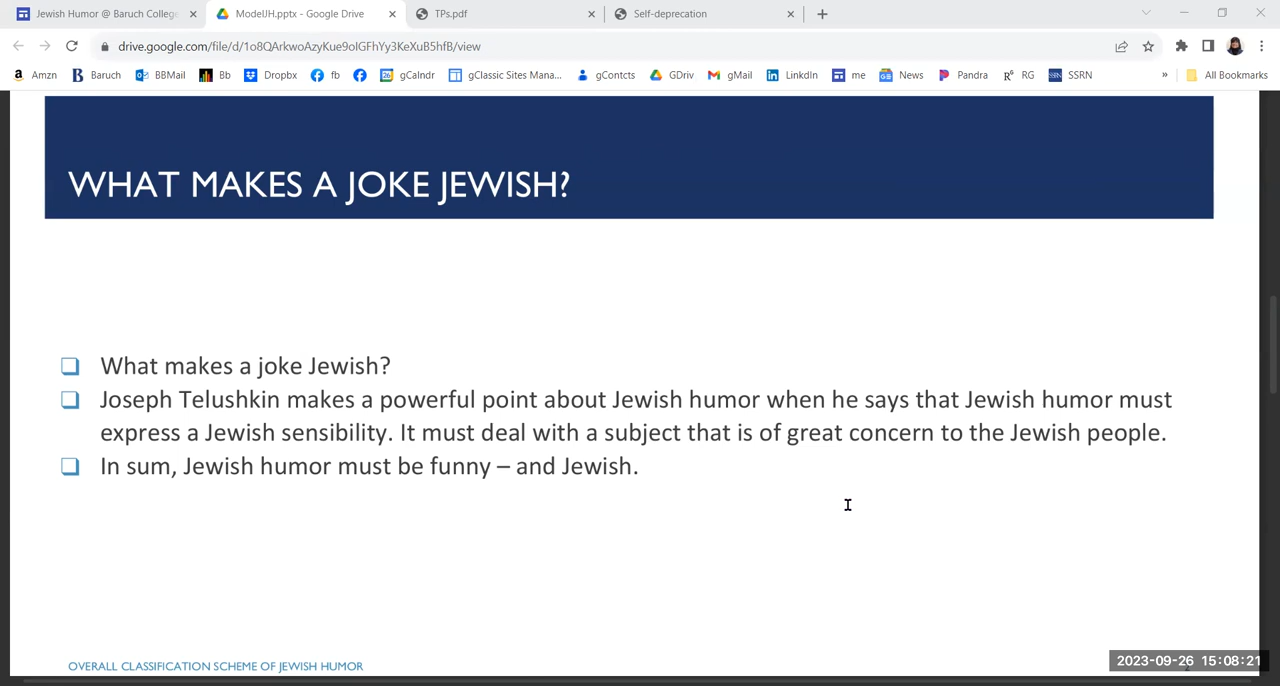 Jewish Humor @ Baruch College
ModelJH.pptx - Google Drive
TPs.pdf
Self-deprecation
drive.google.com/file/d/1o8QArkwoAzyKue9oIGFhYy3KeXuB5hfB/view
Amzn Baruch BBMail Bb Dropbx fb gCalndr gClassic Sites Mana... gContcts GDriv gMail LinkdIn me News Pandra RG SSRN » All Bookmarks
WHAT MAKES A JOKE JEWISH?
What makes a joke Jewish?
Joseph Telushkin makes a powerful point about Jewish humor when he says that Jewish humor must
express a Jewish sensibility. It must deal with a subject that is of great concern to the Jewish people.
In sum, Jewish humor must be funny – and Jewish.
OVERALL CLASSIFICATION SCHEME OF JEWISH HUMOR
2023-09-26 15:08:21